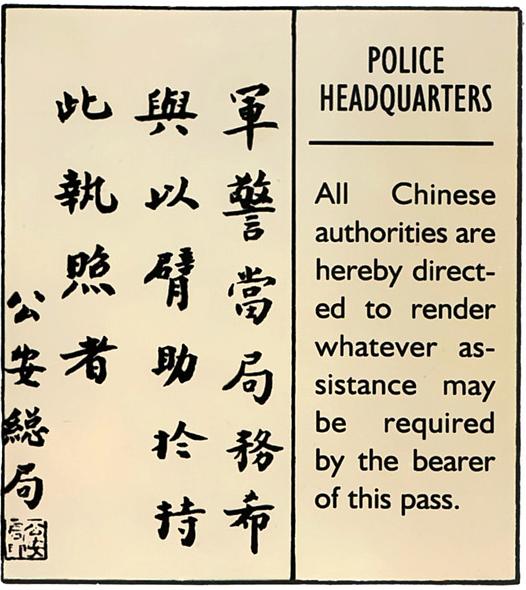 軍警當局務希
與以臂助於持
此執照者
公安總局
POLICE
HEADQUARTERS
All Chinese
authorities are
hereby direct-
ed to render
whatever as-
sistance may
be required
by the bearer
of this pass.